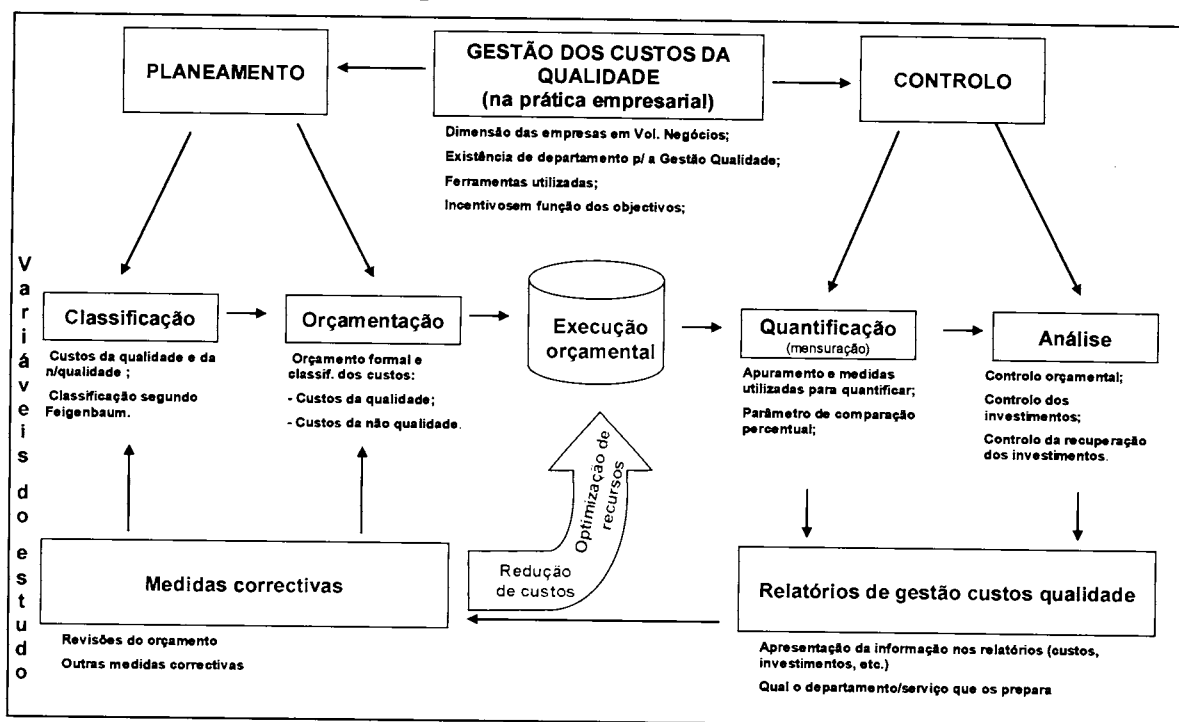 GESTÃO DOS CUSTOS DA
QUALIDADE
(na prática empresarial)
PLANEAMENTO
CONTROLO
Dimensão das empresas em Vol. Negócios;
Existência de departamento p/ a Gestão Qualidade;
Ferramentas utilizadas;
Incentivosem função dos objectivos;
Variáveis do estudo
Classificação
Custos da qualidade e da
n/qualidade ;
Classificação segundo
Feigenbaum.
Orçamentação
Orçamento formal e
classif. dos custos:
- Custos da qualidade;
- Custos da não qualidade.
Execução
orçamental
Quantificação
(mensuração)
Apuramento e medidas
utilizadas para quantificar;
Parâmetro de comparação
percentual;
Análise
Controlo orçamental;
Controlo dos
investimentos;
Controlo da recuperação
dos investimentos.
Optimização de
recursos
Redução
de custos
Medidas correctivas
Revisões do orçamento
Outras medidas correctivas
Relatórios de gestão custos qualidade
Apresentação da informação nos relatórios (custos,
investimentos, etc.)
Qual o departamento/serviço que os prepara